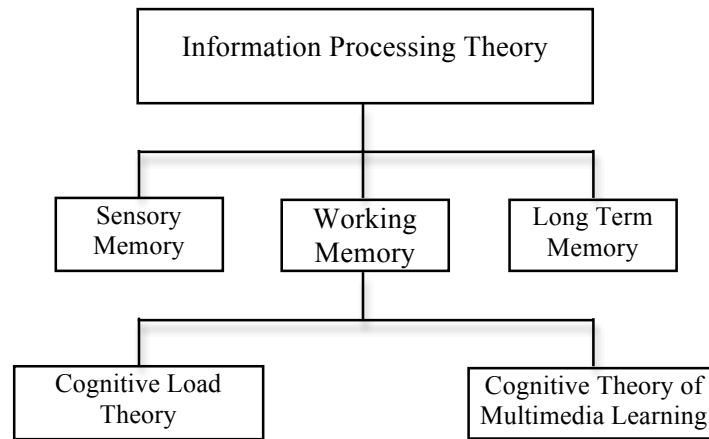 Information Processing Theory
Sensory
Memory
Working
Memory
Long Term
Memory
Cognitive Load
Theory
Cognitive Theory of
Multimedia Learning